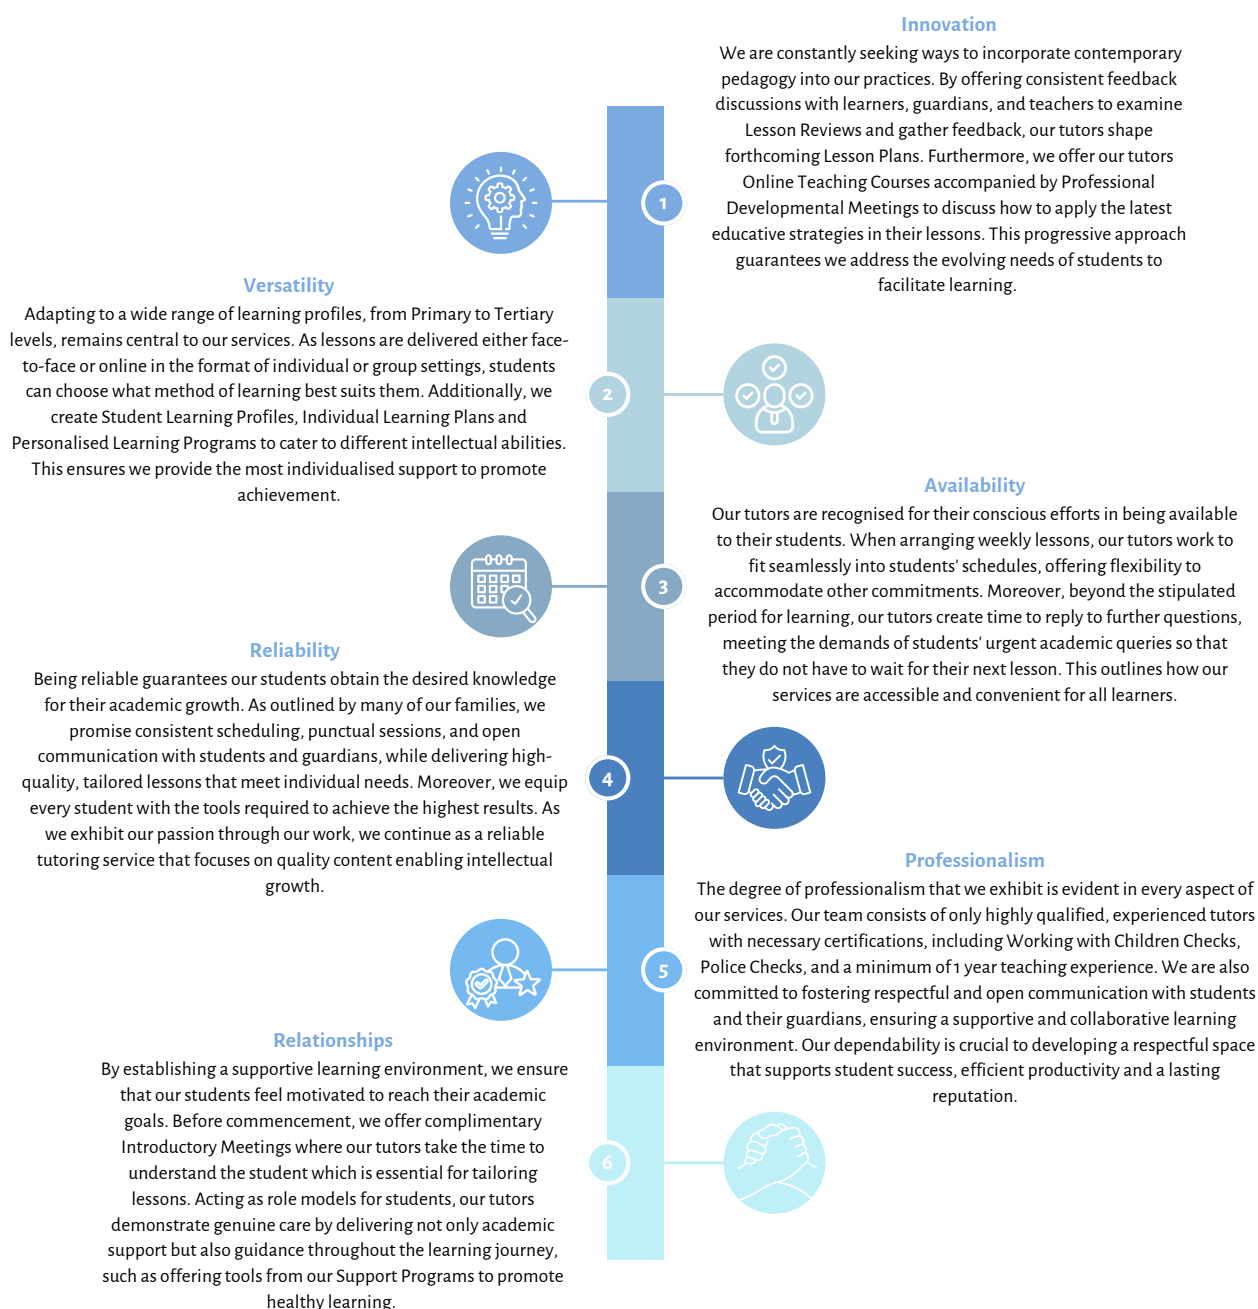 Innovation
We are constantly seeking ways to incorporate contemporary
pedagogy into our practices. By offering consistent feedback
discussions with learners, guardians, and teachers to examine
Lesson Reviews and gather feedback, our tutors shape
forthcoming Lesson Plans. Furthermore, we offer our tutors
Online Teaching Courses accompanied by Professional
Developmental Meetings to discuss how to apply the latest
educative strategies in their lessons. This progressive approach
guarantees we address the evolving needs of students to
facilitate learning.
1
Versatility
Adapting to a wide range of learning profiles, from Primary to Tertiary
levels, remains central to our services. As lessons are delivered either face-
to-face or online in the format of individual or group settings, students
can choose what method of learning best suits them. Additionally, we
create Student Learning Profiles, Individual Learning Plans and
Personalised Learning Programs to cater to different intellectual abilities.
This ensures we provide the most individualised support to promote
achievement.
2
Availability
Our tutors are recognised for their conscious efforts in being available
to their students. When arranging weekly lessons, our tutors work to
fit seamlessly into students' schedules, offering flexibility to
accommodate other commitments. Moreover, beyond the stipulated
period for learning, our tutors create time to reply to further questions,
meeting the demands of students' urgent academic queries so that
they do not have to wait for their next lesson. This outlines how our
services are accessible and convenient for all learners.
3
Reliability
Being reliable guarantees our students obtain the desired knowledge
for their academic growth. As outlined by many of our families, we
promise consistent scheduling, punctual sessions, and open
communication with students and guardians, while delivering high-
quality, tailored lessons that meet individual needs. Moreover, we equip
every student with the tools required to achieve the highest results. As
we exhibit our passion through our work, we continue as a reliable
tutoring service that focuses on quality content enabling intellectual
growth.
4
Professionalism
The degree of professionalism that we exhibit is evident in every aspect of
our services. Our team consists of only highly qualified, experienced tutors
with necessary certifications, including Working with Children Checks,
Police Checks, and a minimum of 1 year teaching experience. We are also
committed to fostering respectful and open communication with students
and their guardians, ensuring a supportive and collaborative learning
environment. Our dependability is crucial to developing a respectful space
that supports student success, efficient productivity and a lasting
reputation.
5
Relationships
By establishing a supportive learning environment, we ensure
that our students feel motivated to reach their academic
goals. Before commencement, we offer complimentary
Introductory Meetings where our tutors take the time to
understand the student which is essential for tailoring
lessons. Acting as role models for students, our tutors
demonstrate genuine care by delivering not only academic
support but also guidance throughout the learning journey,
such as offering tools from our Support Programs to promote
healthy learning.
6